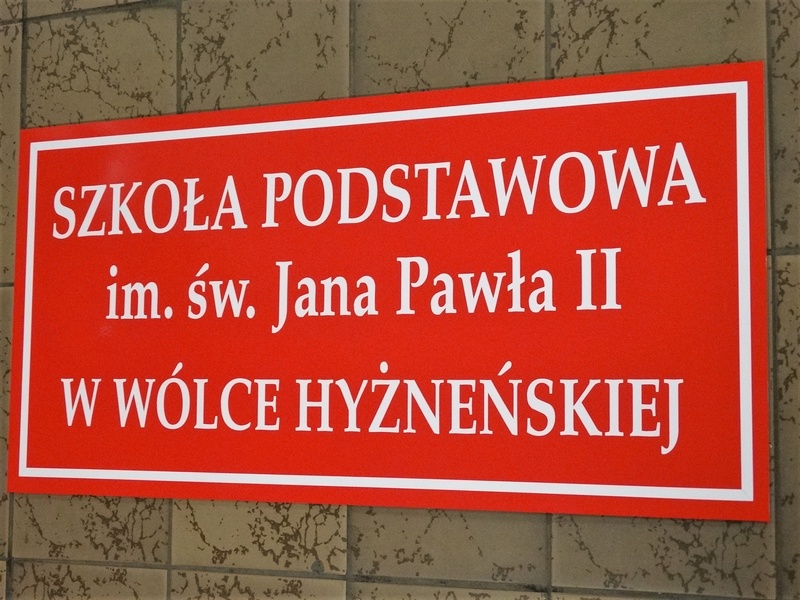 SZKOŁA PODSTAWOWA
im. św. Jana Pawła II
W WÓLCE HYŻNEŃSKIEJ